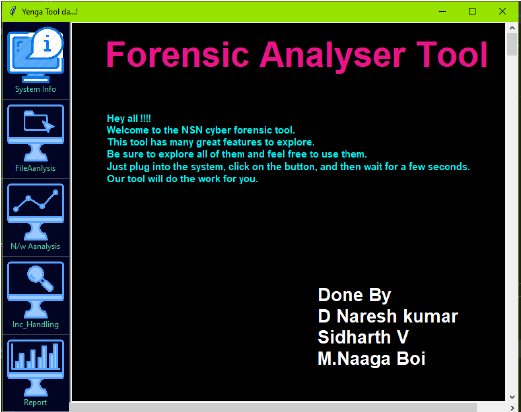 Yenga Tool da...!
System Info
FileAanlysis
N/w Aanalysis
Inc_Handling
Report
Forensic Analyser Tool
Hey all !!!!
Welcome to the NSN cyber forensic tool.
This tool has many great features to explore.
Be sure to explore all of them and feel free to use them.
Just plug into the system, click on the button, and then wait for a few seconds.
Our tool will do the work for you.
Done By
D Naresh kumar
Sidharth V
M.Naaga Boi